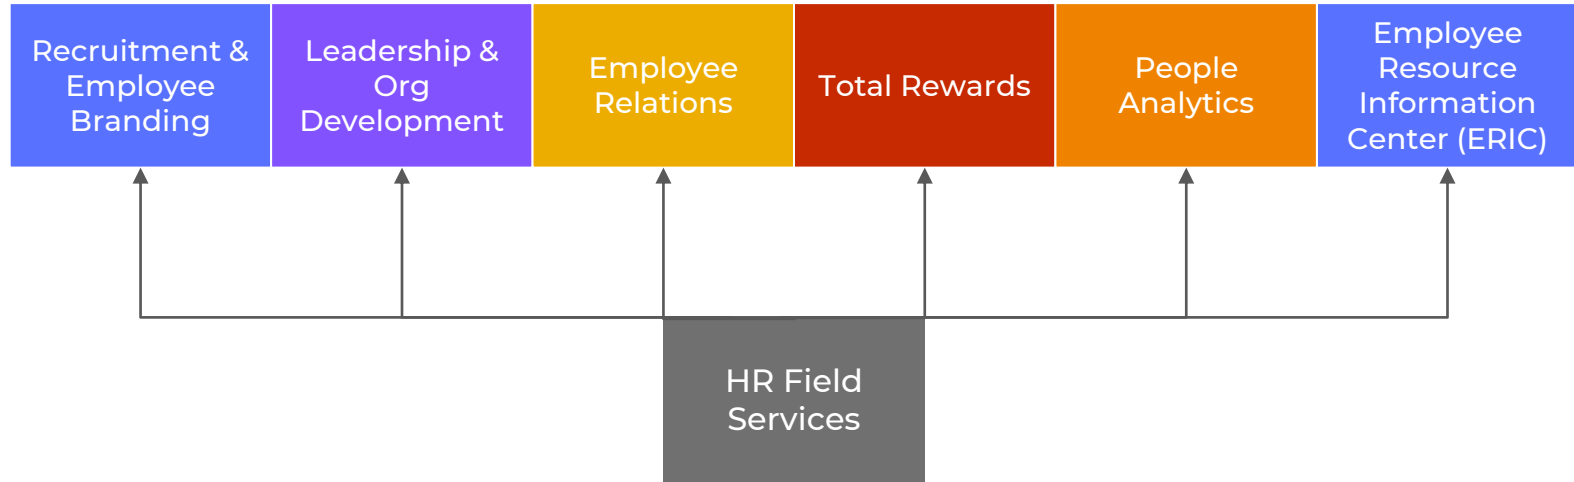 Recruitment &
Employee
Branding
Leadership &
Org
Development
Employee
Relations
Total Rewards
People
Analytics
Employee
Resource
Information
Center (ERIC)
HR Field
Services